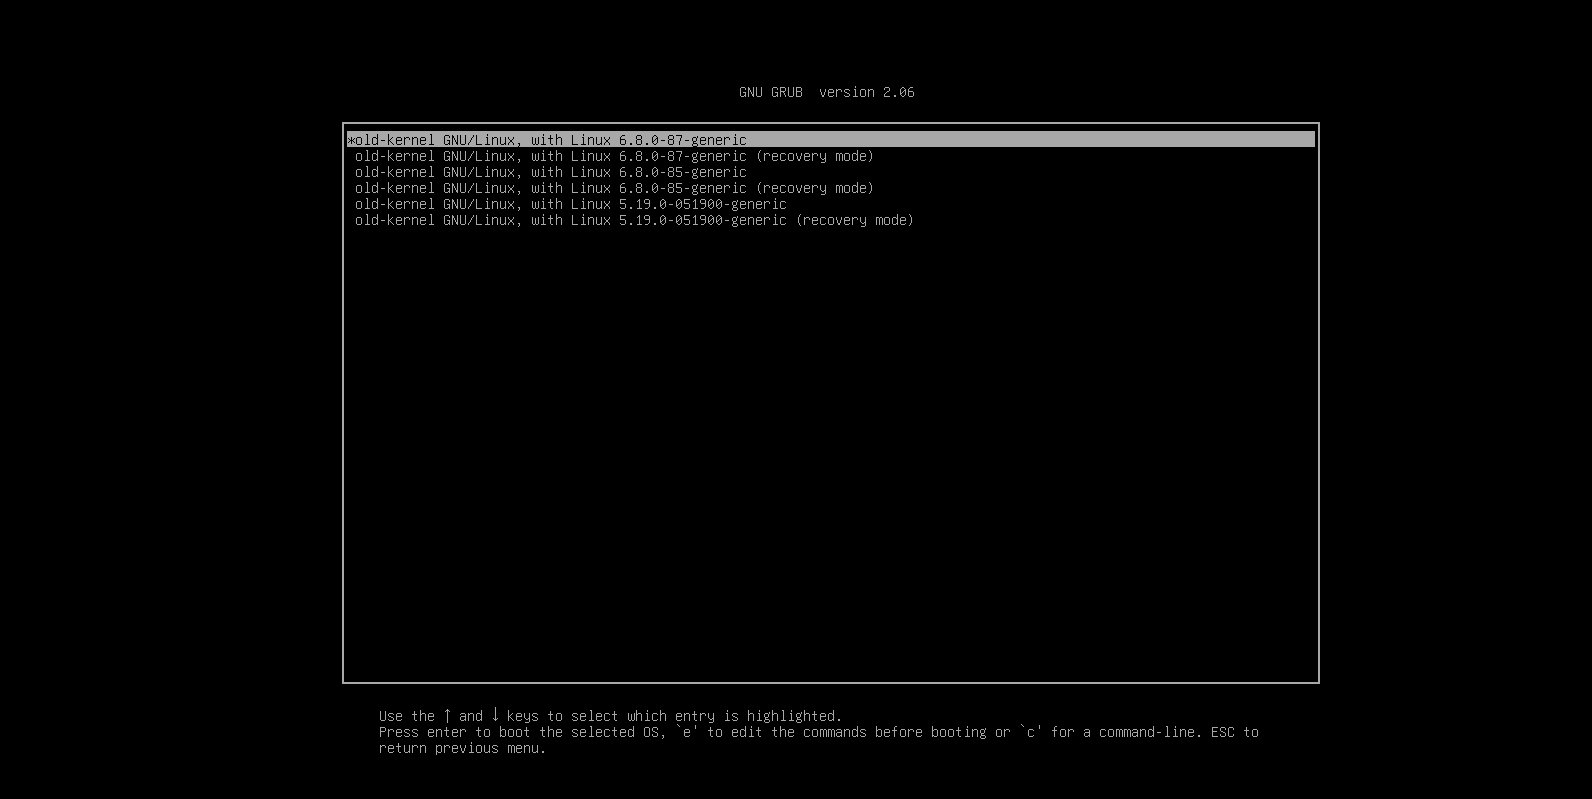 GNU GRUB  version 2.06
*old-kernel GNU/Linux, with Linux 6.8.0-87-generic
old-kernel GNU/Linux, with Linux 6.8.0-87-generic (recovery mode)
old-kernel GNU/Linux, with Linux 6.8.0-85-generic
old-kernel GNU/Linux, with Linux 6.8.0-85-generic (recovery mode)
old-kernel GNU/Linux, with Linux 5.19.0-051900-generic
old-kernel GNU/Linux, with Linux 5.19.0-051900-generic (recovery mode)
Use the ↑ and ↓ keys to select which entry is highlighted.
Press enter to boot the selected OS, `e' to edit the commands before booting or `c' for a command-line. ESC to
return previous menu.